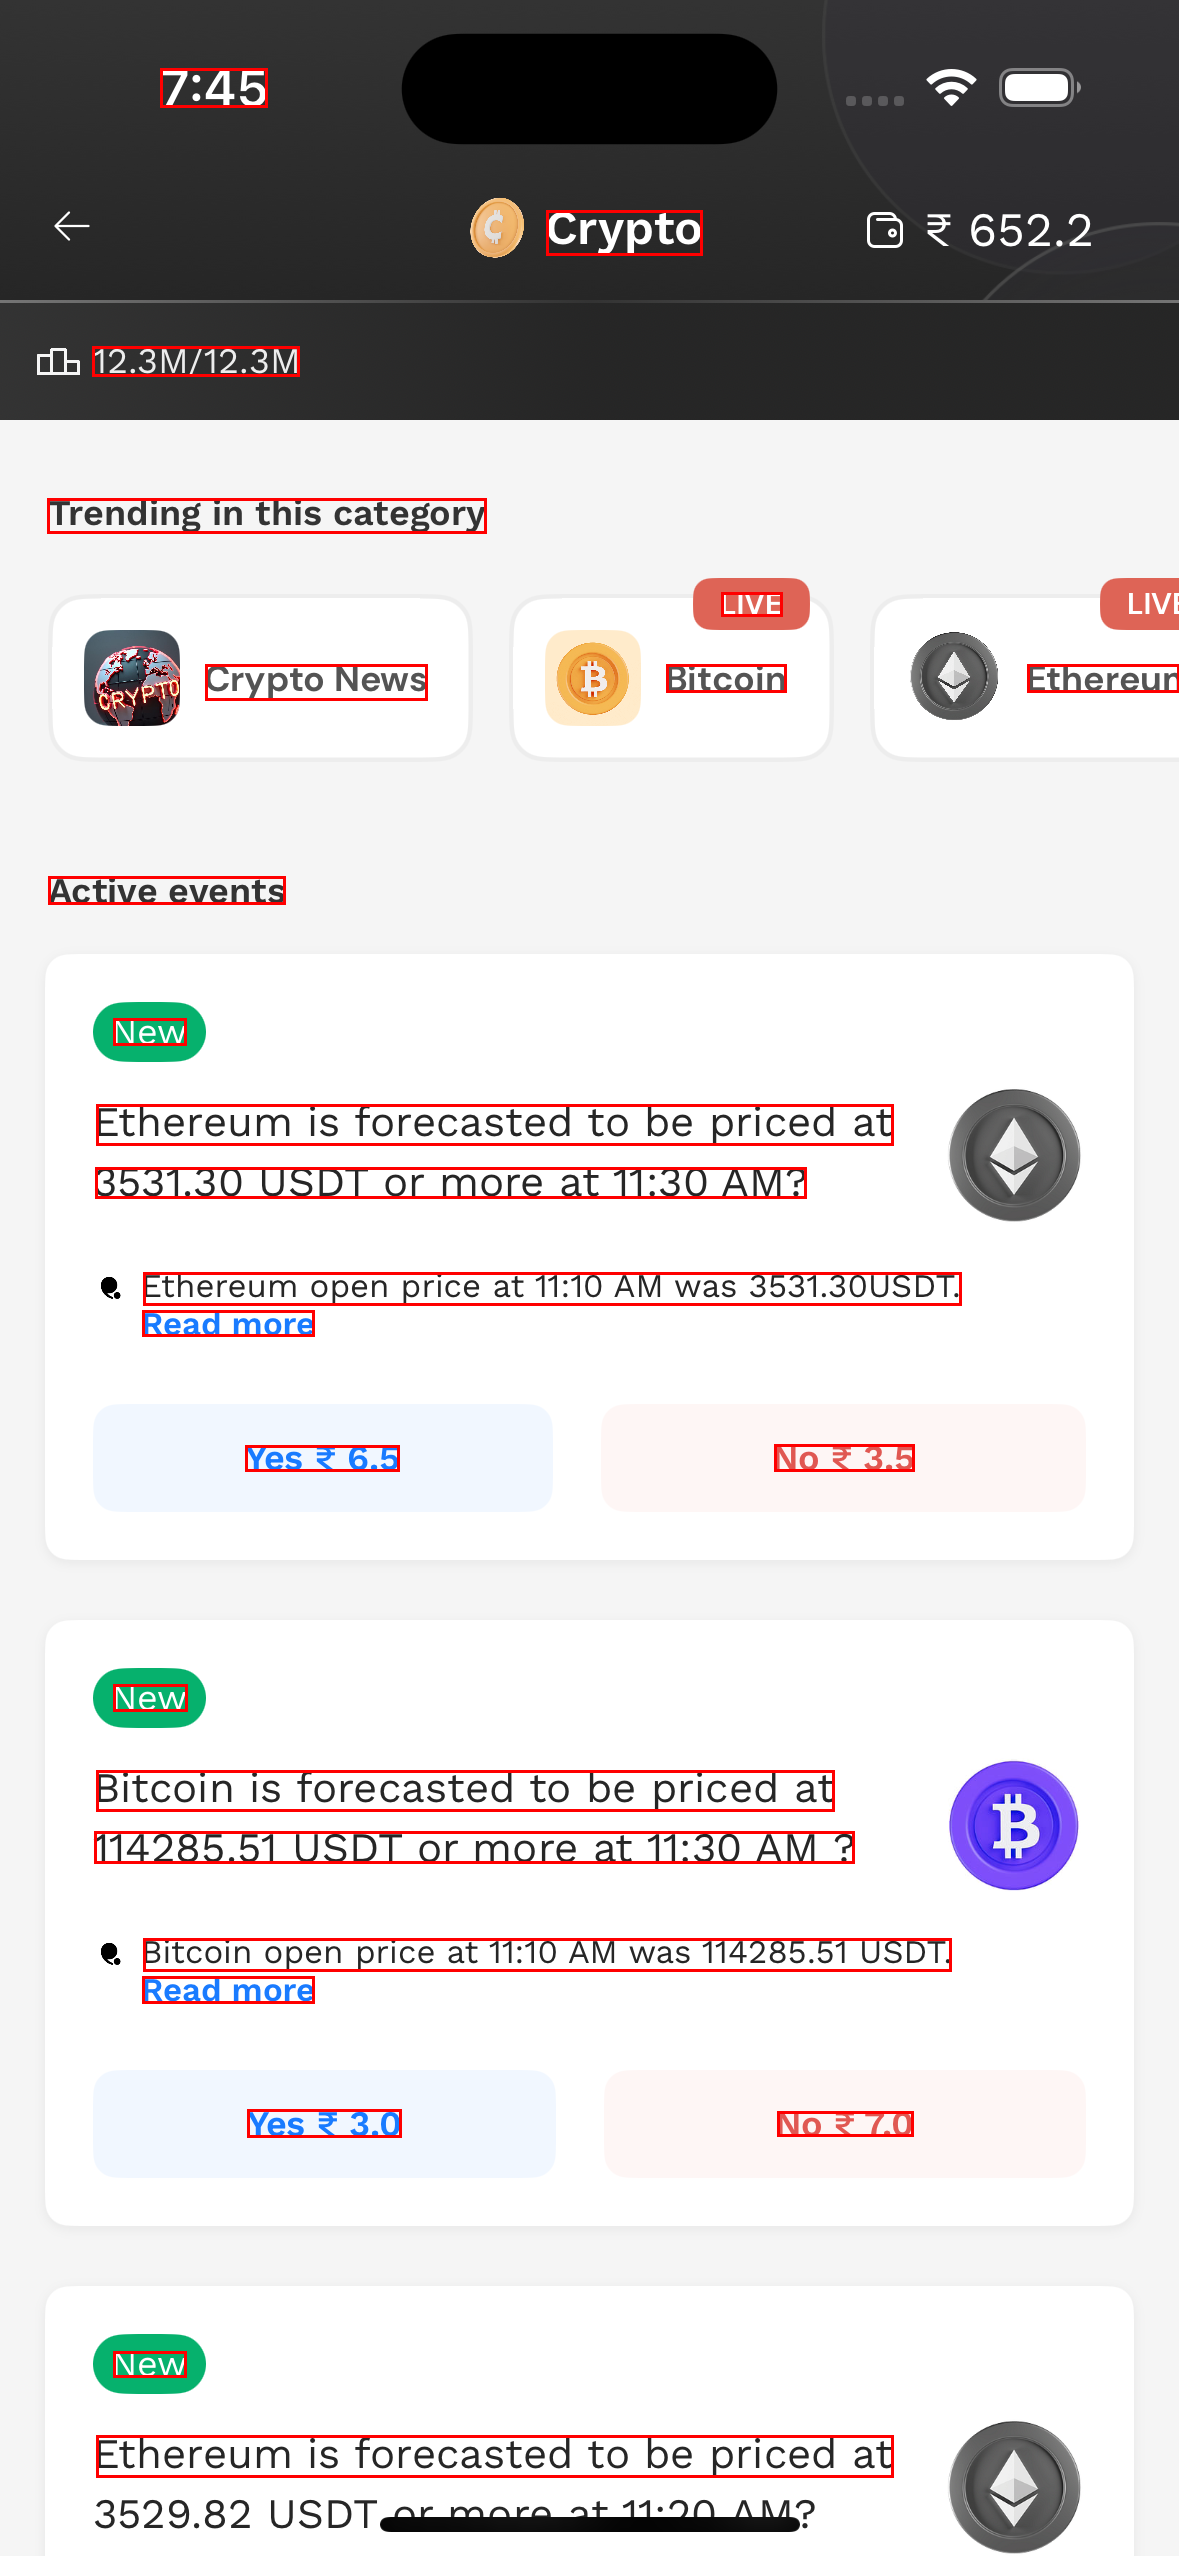 7:45
Crypto
₹ 652.2
12.3M/12.3M
Trending in this category
LIVE
LIVE
CRYPTO
Crypto News
Bitcoin
Active events
New
Ethereum is forecasted to be priced at
3531.30 USDT or more at 11:30 AM?
Ethereum open price at 11:10 AM was 3531.30USDT.
Read more
Yes ₹ 6.5
No ₹ 3.5
New
Bitcoin is forecasted to be priced at
114285.51 USDT or more at 11:30 AM ?
Bitcoin open price at 11:10 AM was 114285.51 USDT.
Read more
Yes ₹ 3.0
No ₹ 7.0
New
Ethereum is forecasted to be priced at
3529.82 USDT or more at 11:20 AM?